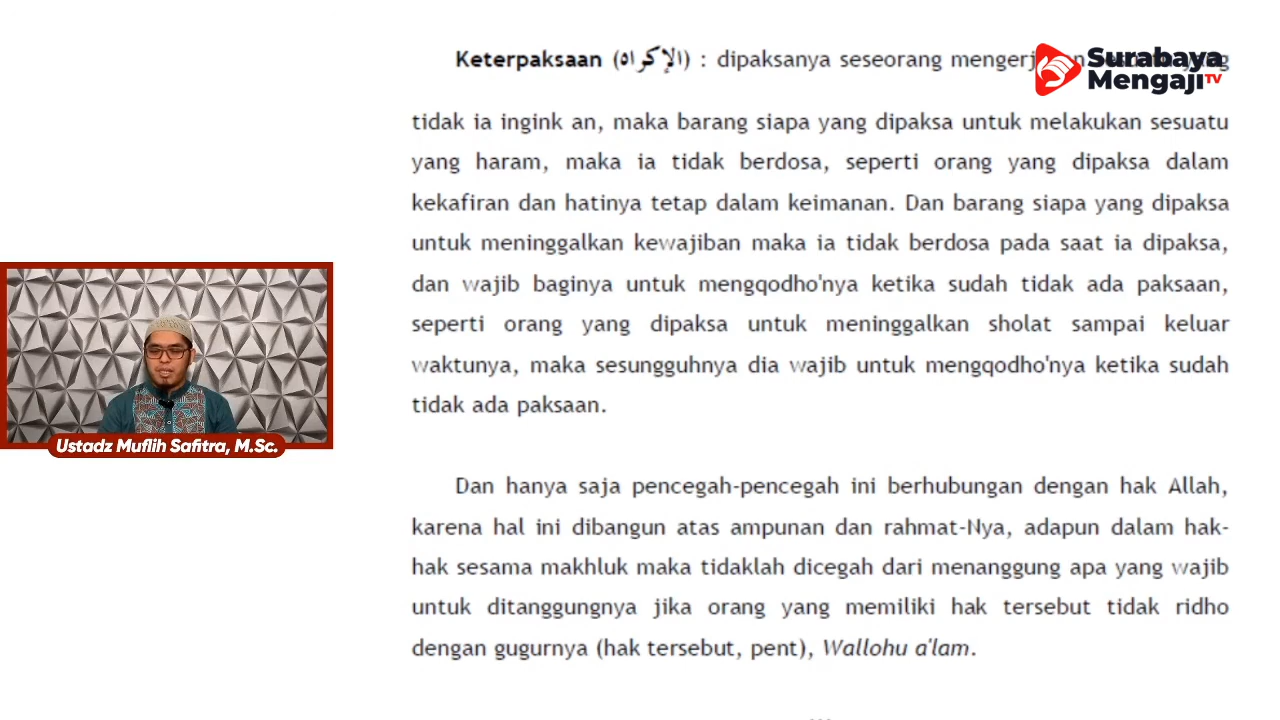 Keterpaksaan (الإكراه) : dipaksanya seseorang
Surabaya
MengajiTV
tidak ia ingink an, maka barang siapa yang dipaksa untuk melakukan sesuatu
yang haram, maka ia tidak berdosa, seperti orang yang dipaksa dalam
kekafiran dan hatinya tetap dalam keimanan. Dan barang siapa yang dipaksa
untuk meninggalkan kewajiban maka ia tidak berdosa pada saat ia dipaksa,
dan wajib baginya untuk mengqodho'nya ketika sudah tidak ada paksaan,
seperti orang yang dipaksa untuk meninggalkan sholat sampai keluar
waktunya, maka sesungguhnya dia wajib untuk mengqodho'nya ketika sudah
tidak ada paksaan.
Dan hanya saja pencegah-pencegah ini berhubungan dengan hak Allah,
karena hal ini dibangun atas ampunan dan rahmat-Nya, adapun dalam hak-
hak sesama makhluk maka tidaklah dicegah dari menanggung apa yang wajib
untuk ditanggungnya jika orang yang memiliki hak tersebut tidak ridho
dengan gugurnya (hak tersebut, pent), Wallohu a'lam.
Ustadz Muflih Safitra, M.Sc.